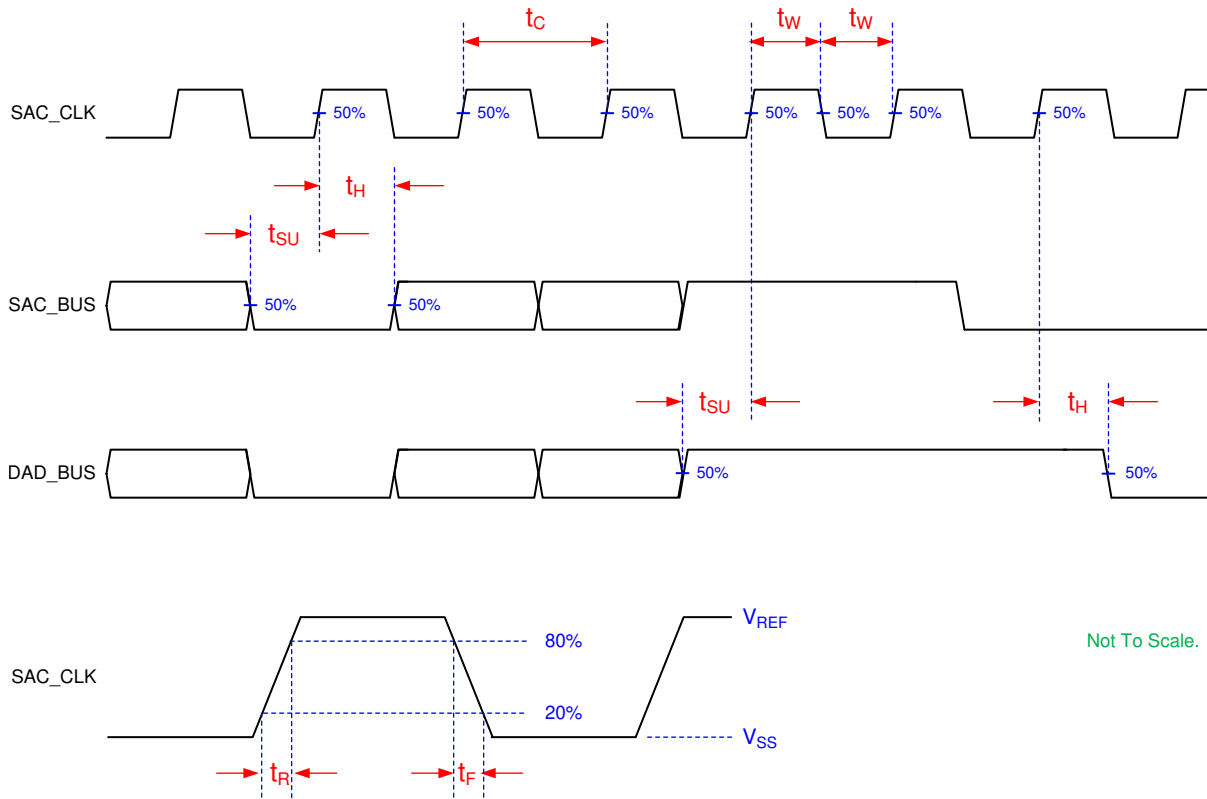 tC
tW tW
SAC_CLK 50% 50% 50% 50% 50% 50% 50%
tH
tSU
SAC_BUS 50% 50%
tSU tH
DAD_BUS 50% 50%
VREF
80% Not To Scale.
SAC_CLK
20%
VSS
tR tF